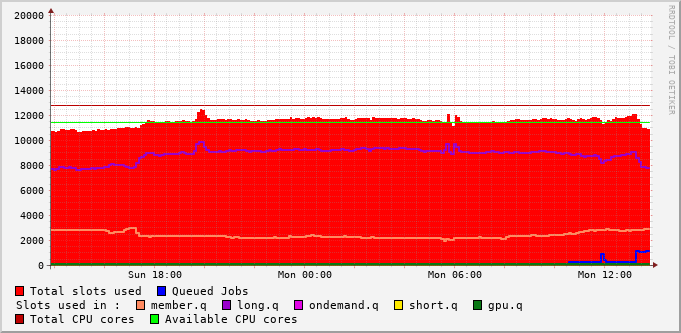 20000
18000
16000
14000
12000
10000
8000
6000
4000
2000
0
Sun 18:00 Mon 00:00 Mon 06:00 Mon 12:00
RRDTOOL / TOBI OETIKER
Total slots used Queued Jobs
Slots used in : member.q long.q ondemand.q short.q gpu.q
Total CPU cores Available CPU cores